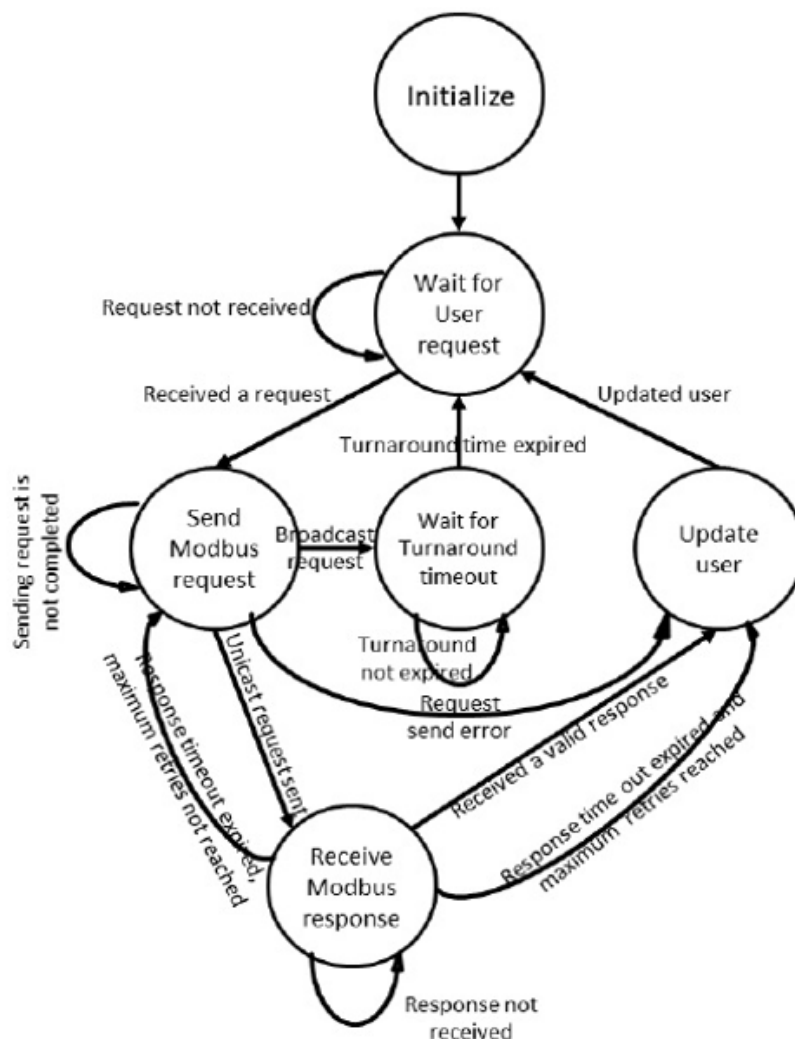 Initialize
Wait for
User
request
Request not received
Received a request
Updated user
Turnaround time expired
Sending request is
not completed
Send
Modbus
request
Broadcast
request
Wait for
Turnaround
timeout
Update
user
Turnaround
not expired
Request
send error
Unicast request sent
Response timeout expired,
maximum retries not reached
Received a valid response
Response time out expired and
maximum retries reached
Receive
Modbus
response
Response not
received